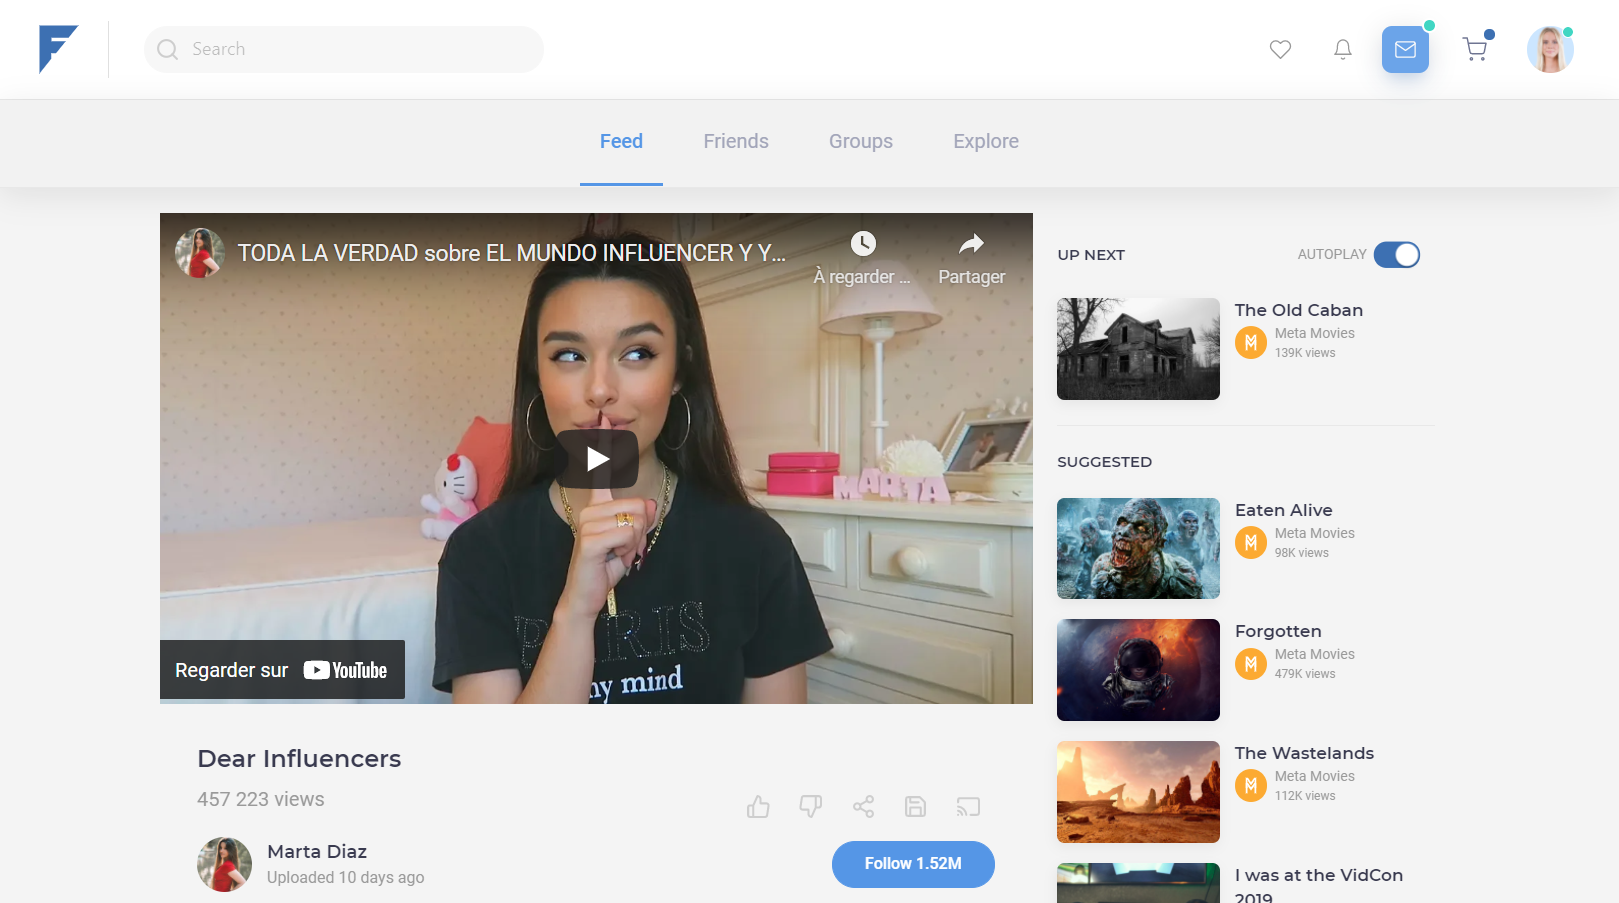 Search
Feed
Friends
Groups
Explore
TODA LA VERDAD sobre EL MUNDO INFLUENCER Y Y...
À regarder ...
Partager
MARTA
PARIS
my mind
Regarder sur YouTube
Dear Influencers
457 223 views
Marta Diaz
Uploaded 10 days ago
Follow 1.52M
UP NEXT
AUTOPLAY
The Old Caban
Meta Movies
139K views
SUGGESTED
Eaten Alive
Meta Movies
98K views
Forgotten
Meta Movies
479K views
The Wastelands
Meta Movies
112K views
I was at the VidCon
2019